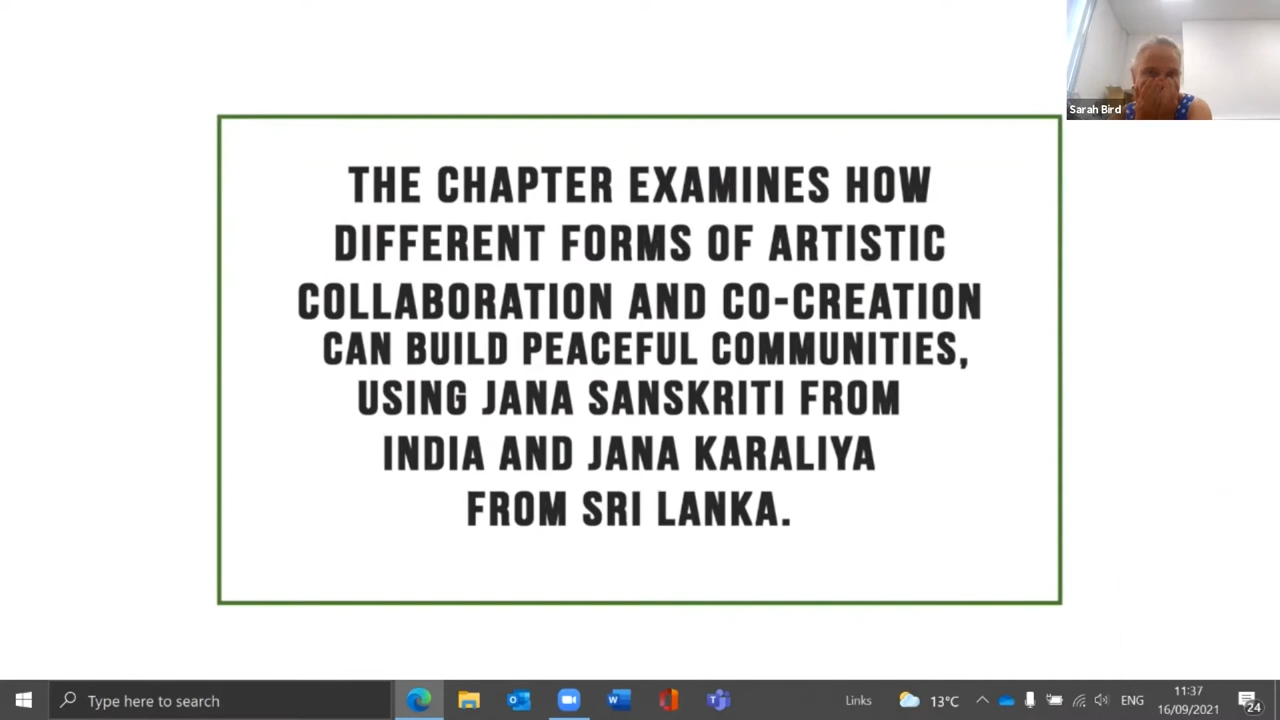 Sarah Bird
THE CHAPTER EXAMINES HOW
DIFFERENT FORMS OF ARTISTIC
COLLABORATION AND CO-CREATION
CAN BUILD PEACEFUL COMMUNITIES,
USING JANA SANSKRITI FROM
INDIA AND JANA KARALIYA
FROM SRI LANKA.
Type here to search
Links
13°C
ENG
11:37
16/09/2021
24